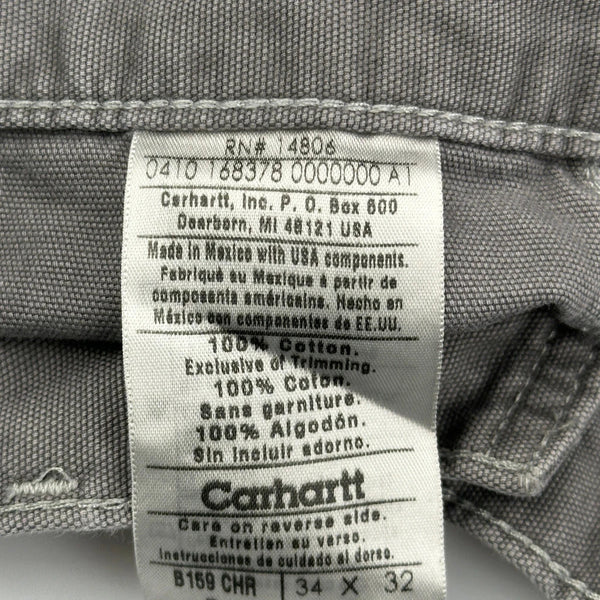 RN# 14806
0410 168378 0000000 A1
Carhartt, Inc. P. O. Box 600
Dearborn, MI 48121 USA
Made in Mexico with USA components.
Fabriqué au Mexique à partir de
composants américains. Hecho en
México con componentes de EE.UU.
100% Cotton.
Exclusive of Trimming.
100% Coton.
Sans garniture.
100% Algodón.
Sin incluir adorno.
Carhartt
Care on reverse side.
Entretien au verso.
Instrucciones de cuidado al dorso.
B159 CHR 34 X 32